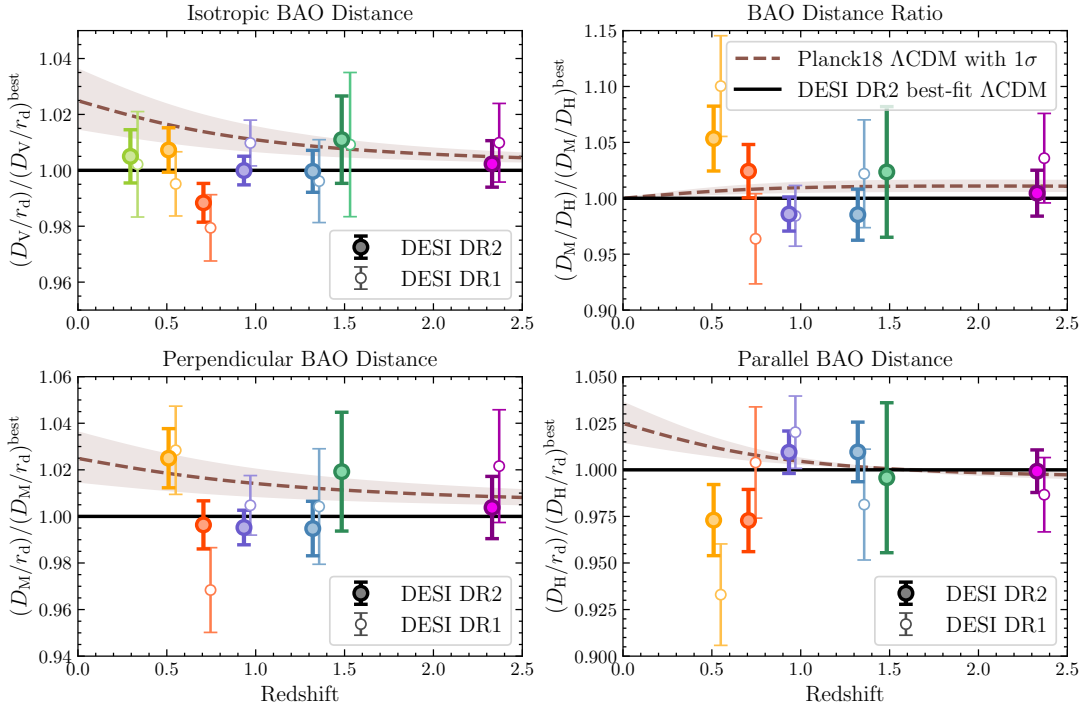 Isotropic BAO Distance
(D_V/r_d)/(D_V/r_d)^best
1.04
1.02
1.00
0.98
0.96
0.0 0.5 1.0 1.5 2.0 2.5
DESI DR2
DESI DR1
BAO Distance Ratio
(D_M/D_H)/(D_M/D_H)^best
1.15
1.10
1.05
1.00
0.95
0.90
0.0 0.5 1.0 1.5 2.0 2.5
Planck18 ΛCDM with 1σ
DESI DR2 best-fit ΛCDM
Perpendicular BAO Distance
(D_M/r_d)/(D_M/r_d)^best
1.06
1.04
1.02
1.00
0.98
0.96
0.94
0.0 0.5 1.0 1.5 2.0 2.5
Redshift
DESI DR2
DESI DR1
Parallel BAO Distance
(D_H/r_d)/(D_H/r_d)^best
1.050
1.025
1.000
0.975
0.950
0.925
0.900
0.0 0.5 1.0 1.5 2.0 2.5
Redshift
DESI DR2
DESI DR1